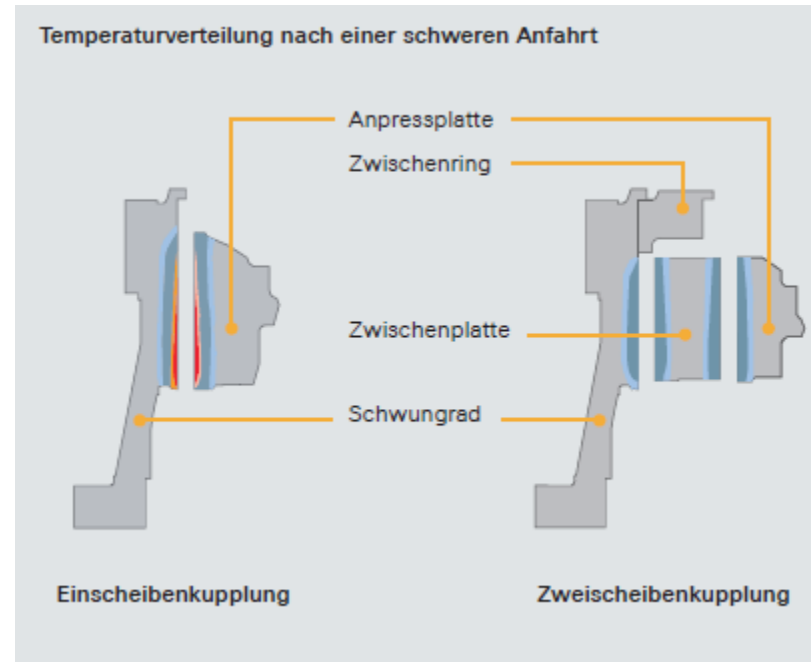 Temperaturverteilung nach einer schweren Anfahrt
Anpressplatte
Zwischenring
Zwischenplatte
Schwungrad
Einscheibenkupplung
Zweischeibenkupplung